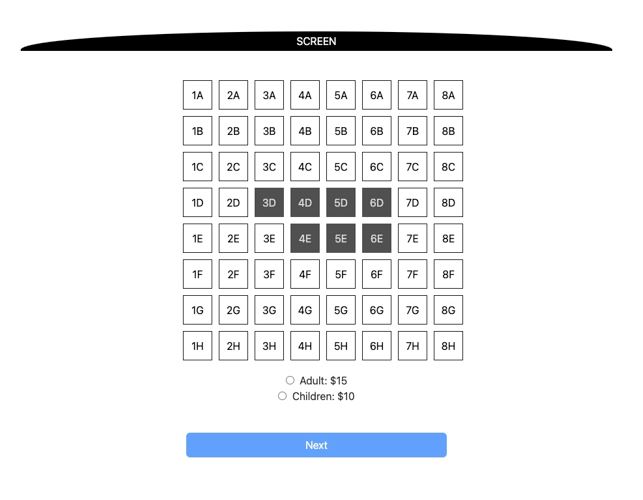 SCREEN
1A 2A 3A 4A 5A 6A 7A 8A
1B 2B 3B 4B 5B 6B 7B 8B
1C 2C 3C 4C 5C 6C 7C 8C
1D 2D 3D 4D 5D 6D 7D 8D
1E 2E 3E 4E 5E 6E 7E 8E
1F 2F 3F 4F 5F 6F 7F 8F
1G 2G 3G 4G 5G 6G 7G 8G
1H 2H 3H 4H 5H 6H 7H 8H
Adult: $15
Children: $10
Next